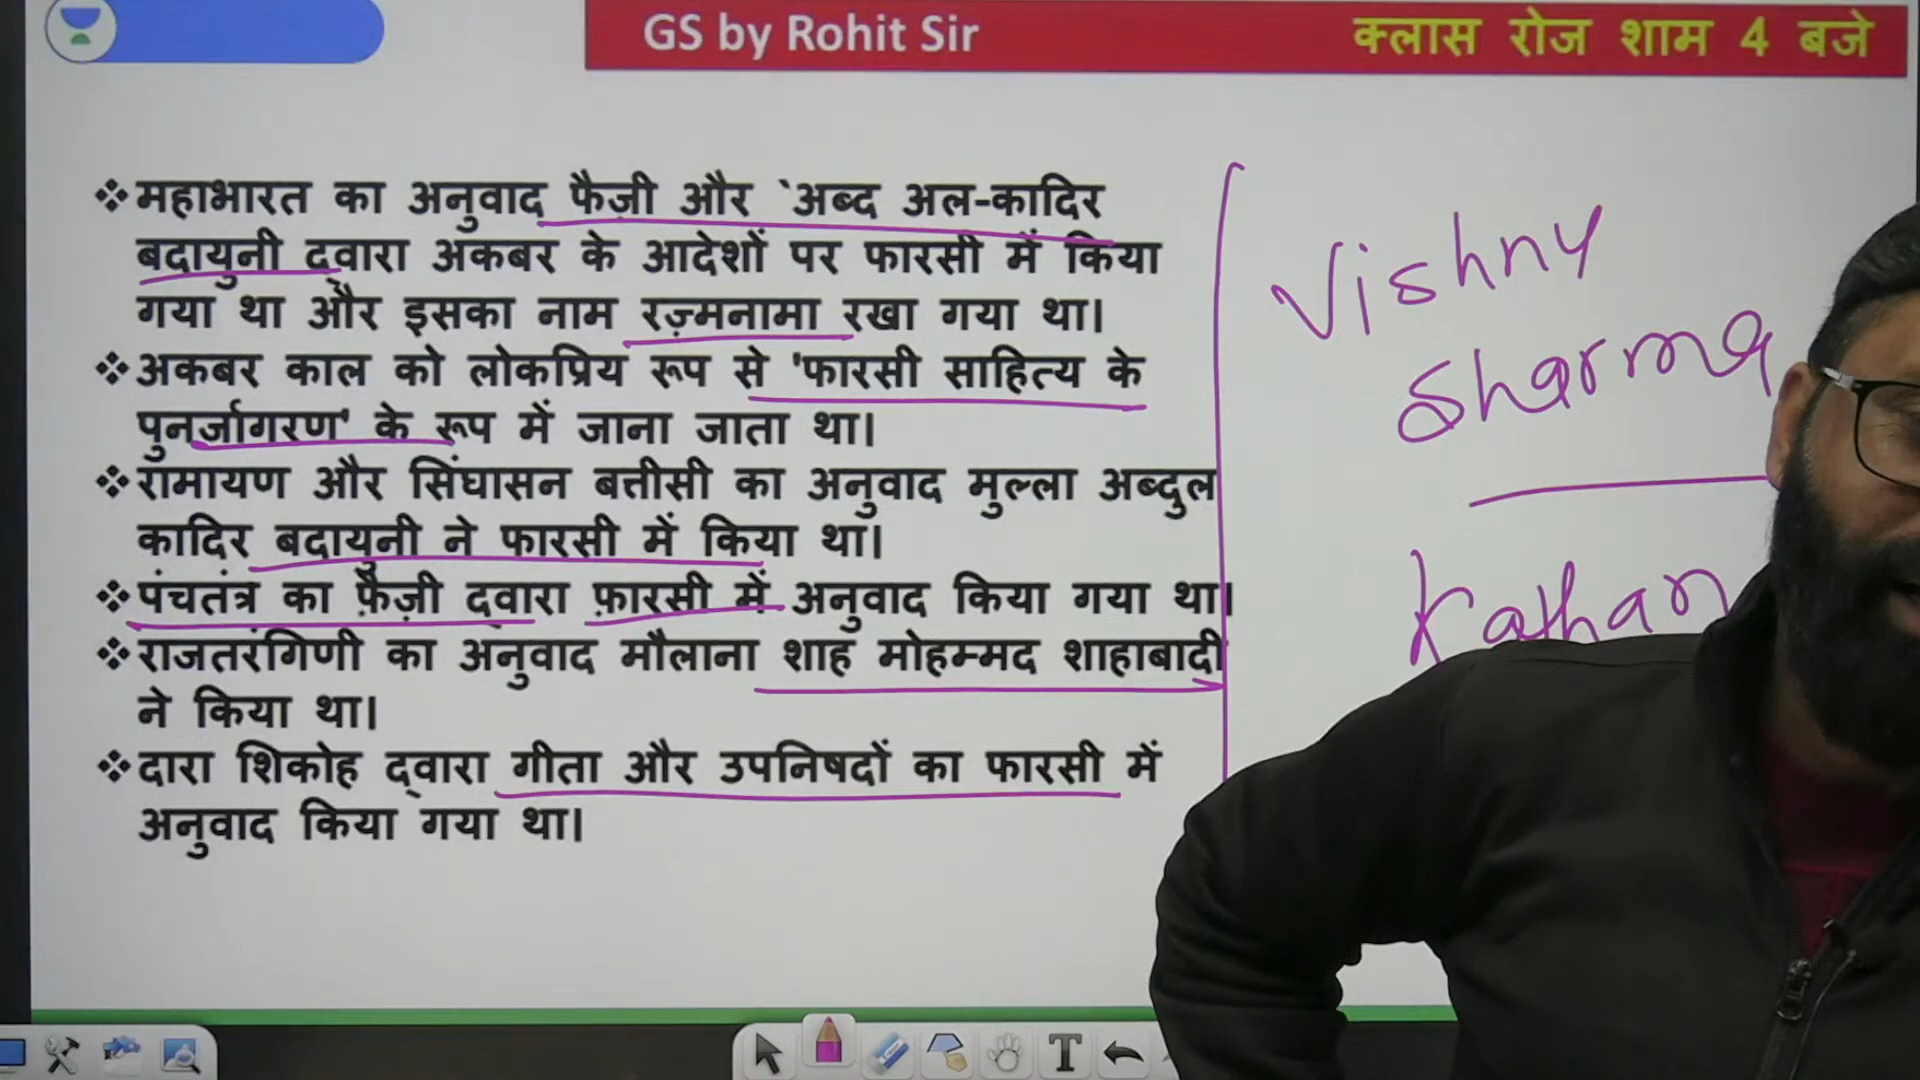 GS by Rohit Sir
क्लास रोज शाम 4 बजे
महाभारत का अनुवाद फैज़ी और `अब्द अल-कादिर
बदायुनी द्वारा अकबर के आदेशों पर फारसी में किया
गया था और इसका नाम रज़्मनामा रखा गया था।
अकबर काल को लोकप्रिय रूप से 'फारसी साहित्य के
पुनर्जागरण' के रूप में जाना जाता था।
रामायण और सिंघासन बत्तीसी का अनुवाद मुल्ला अब्दुल
कादिर बदायुनी ने फारसी में किया था।
पंचतंत्र का फ़ैज़ी द्वारा फ़ारसी में अनुवाद किया गया था।
राजतरंगिणी का अनुवाद मौलाना शाह मोहम्मद शाहाबादी
ने किया था।
दारा शिकोह द्वारा गीता और उपनिषदों का फारसी में
अनुवाद किया गया था।
Vishnu
Sharma
T